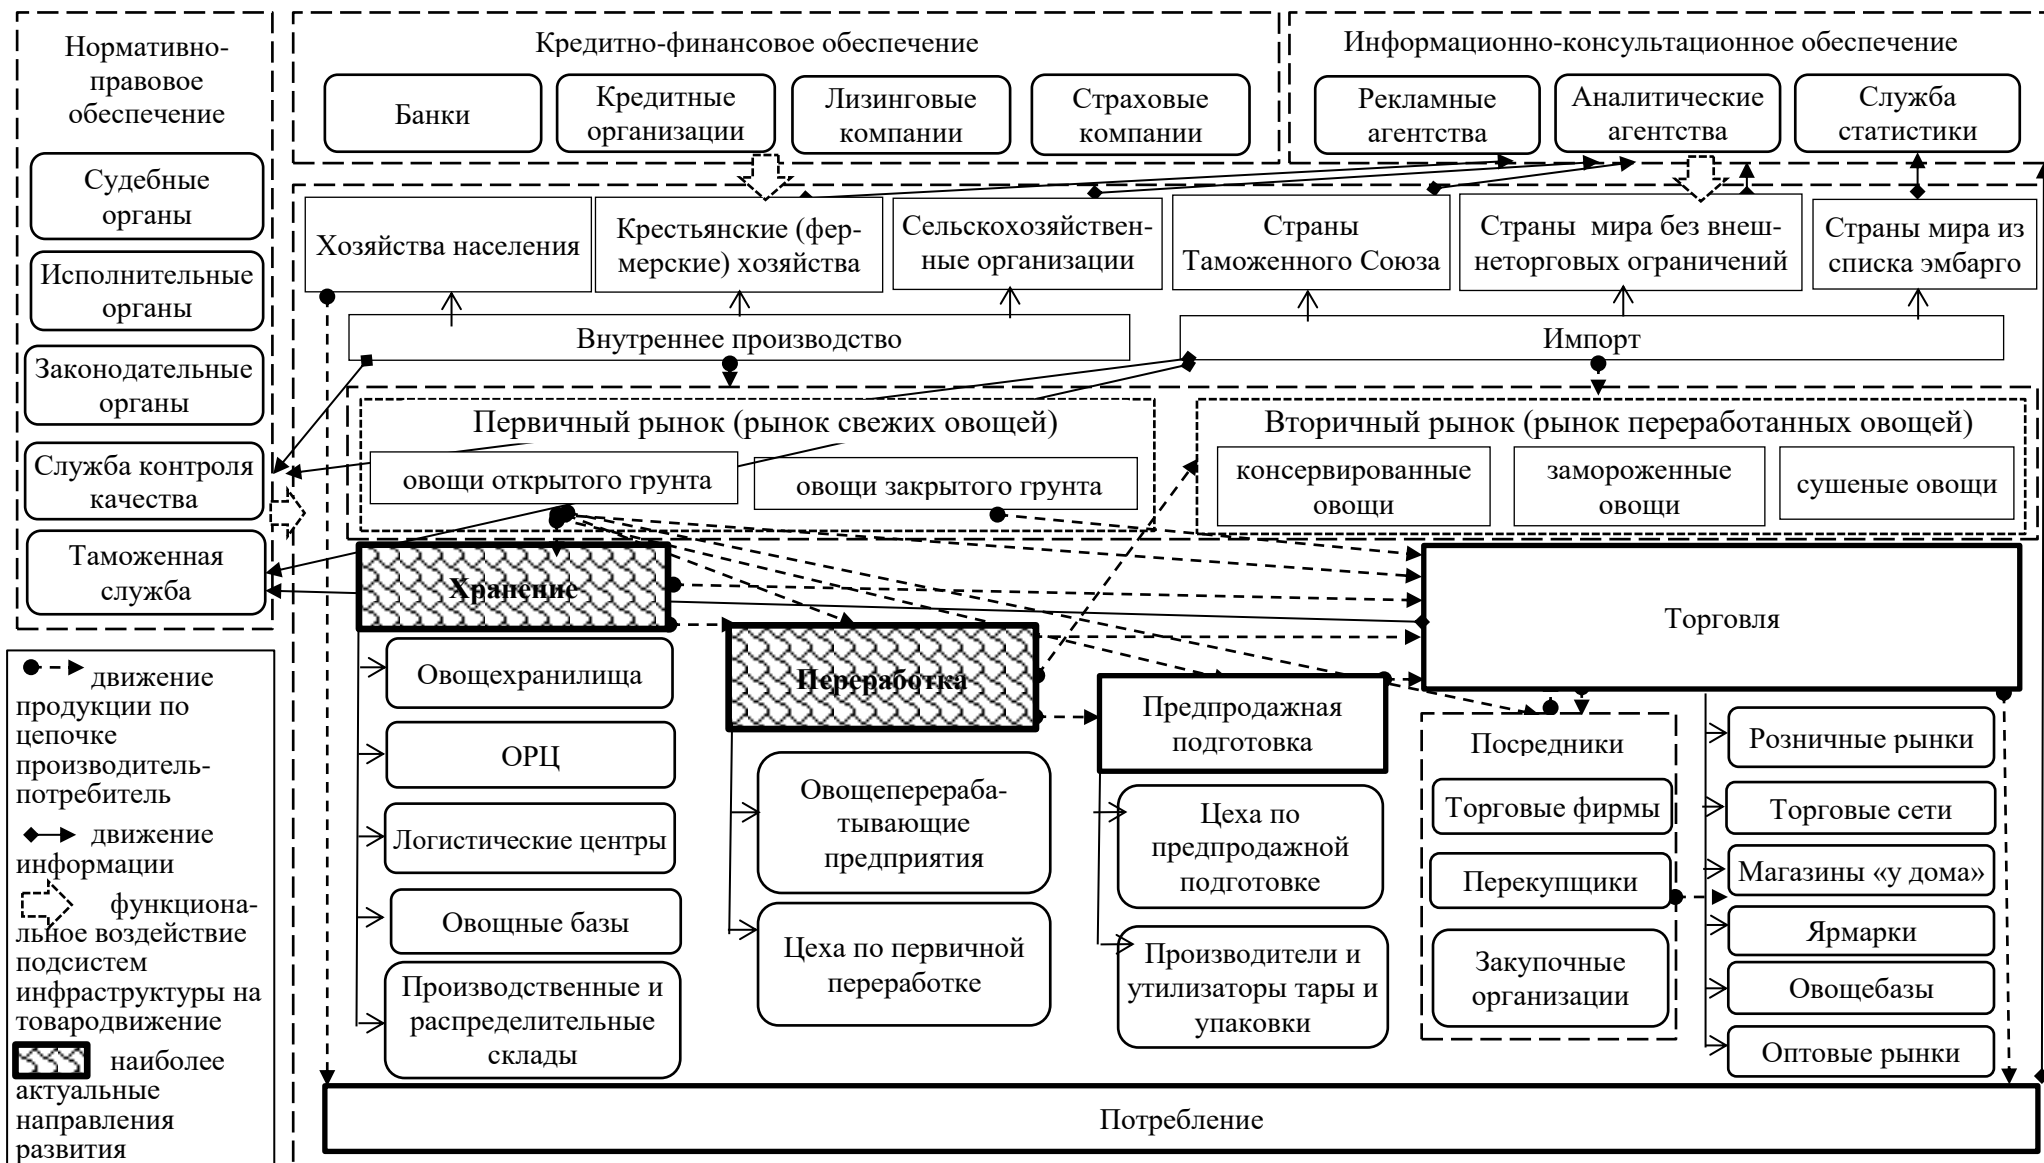 Нормативно-
правовое
обеспечение
Судебные
органы
Исполнительные
органы
Законодательные
органы
Служба контроля
качества
Таможенная
служба
Кредитно-финансовое обеспечение
Банки
Кредитные
организации
Лизинговые
компании
Страховые
компании
Информационно-консультационное обеспечение
Рекламные
агентства
Аналитические
агентства
Служба
статистики
Хозяйства населения
Крестьянские (фер-
мерские) хозяйства
Сельскохозяйствен-
ные организации
Страны
Таможенного Союза
Страны мира без внеш-
неторговых ограничений
Страны мира из
списка эмбарго
Внутреннее производство
Импорт
Первичный рынок (рынок свежих овощей)
овощи открытого грунта
овощи закрытого грунта
Вторичный рынок (рынок переработанных овощей)
консервированные
овощи
замороженные
овощи
сушеные овощи
Хранение
Овощехранилища
ОРЦ
Логистические центры
Овощные базы
Производственные и
распределительные
склады
Переработка
Овощеперераба-
тывающие
предприятия
Цеха по первичной
переработке
Предпродажная
подготовка
Цеха по
предпродажной
подготовке
Производители и
утилизаторы тары и
упаковки
Торговля
Посредники
Торговые фирмы
Перекупщики
Закупочные
организации
Розничные рынки
Торговые сети
Магазины «у дома»
Ярмарки
Овощебазы
Оптовые рынки
Потребление
движение
продукции по
цепочке
производитель-
потребитель
движение
информации
функциона-
льное воздействие
подсистем
инфраструктуры на
товародвижение
наиболее
актуальные
направления
развития